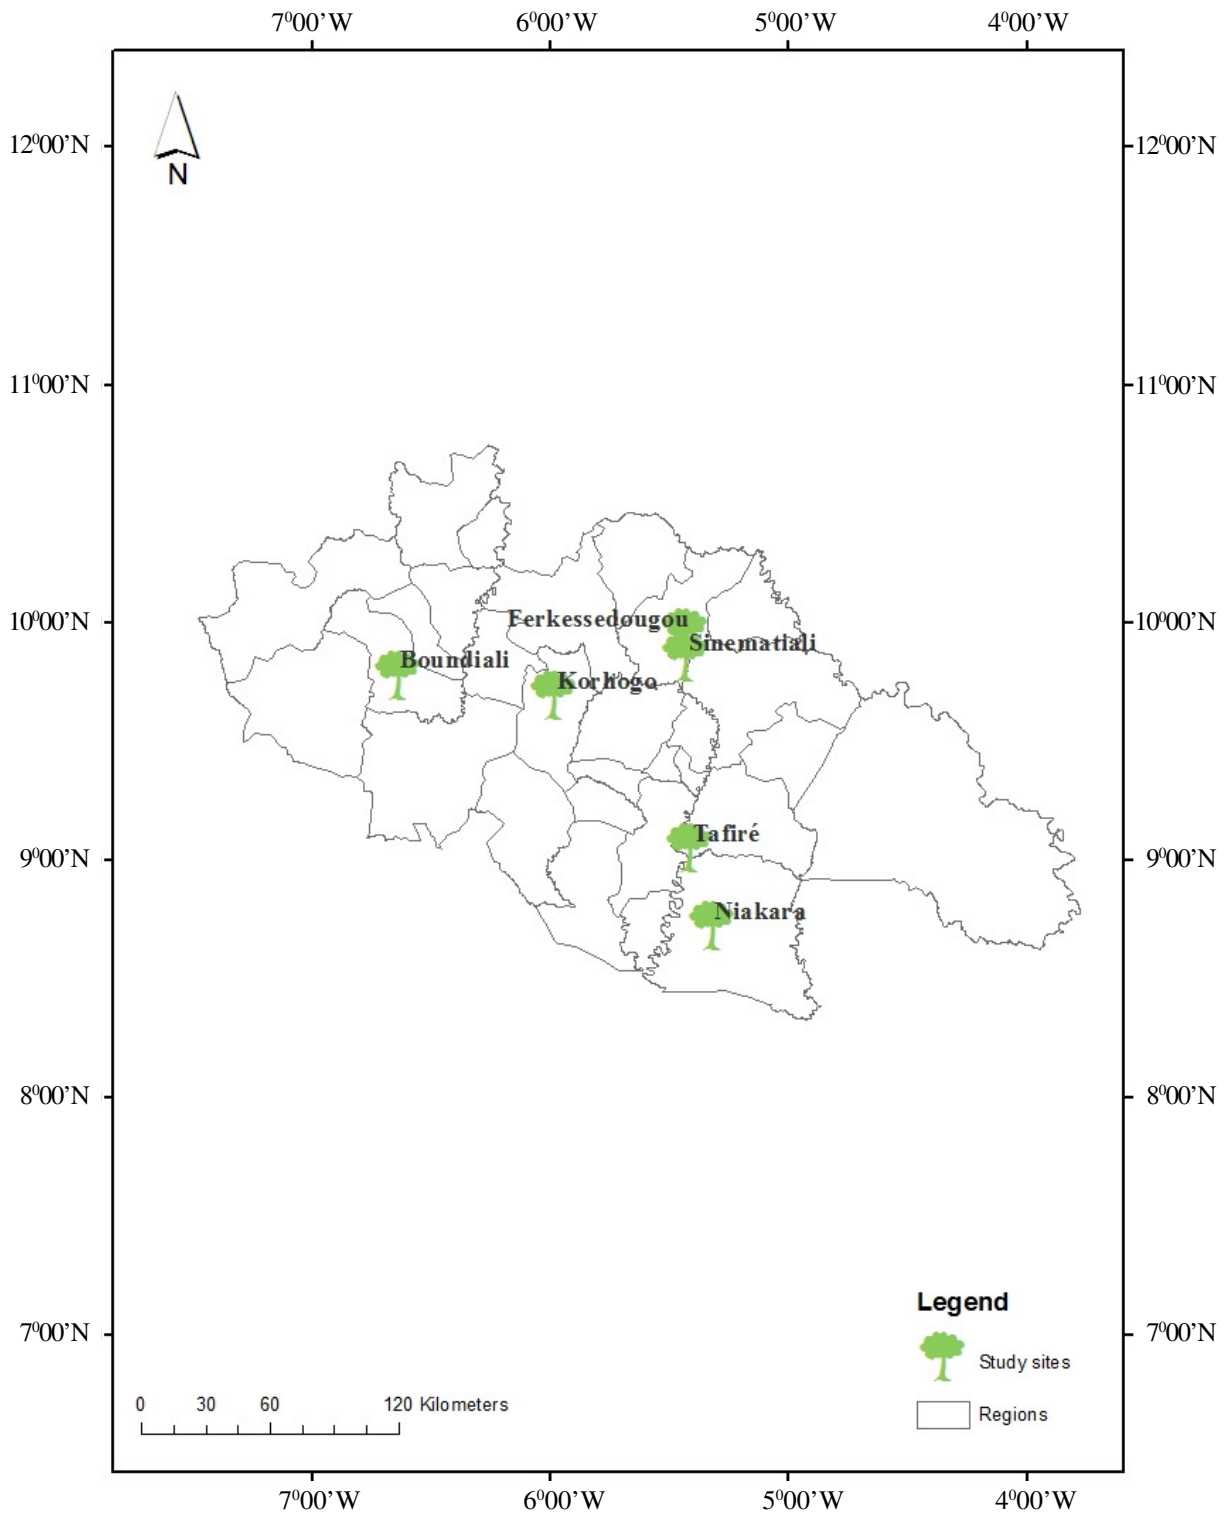 7⁰00’W 6⁰00’W 5⁰00’W 4⁰00’W
N
12⁰00’N 12⁰00’N
11⁰00’N 11⁰00’N
10⁰00’N 10⁰00’N
Ferkessedougou
Sinematiali
Boundiali
Korhogo
Tafiré
9⁰00’N 9⁰00’N
Niakara
8⁰00’N 8⁰00’N
7⁰00’N 7⁰00’N
Legend
Study sites
Regions
0 30 60 120 Kilometers
7⁰00’W 6⁰00’W 5⁰00’W 4⁰00’W